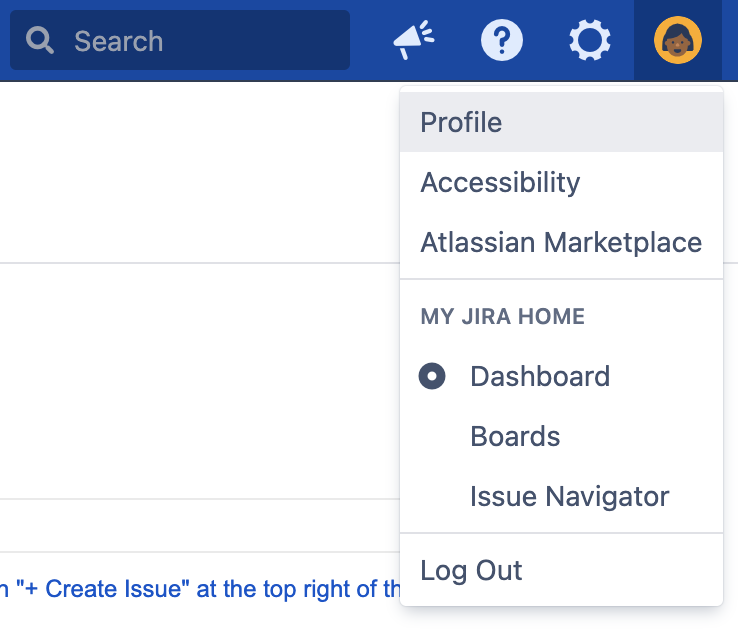 Search
Profile
Accessibility
Atlassian Marketplace
MY JIRA HOME
Dashboard
Boards
Issue Navigator
Log Out
"+ Create Issue" at the top right of